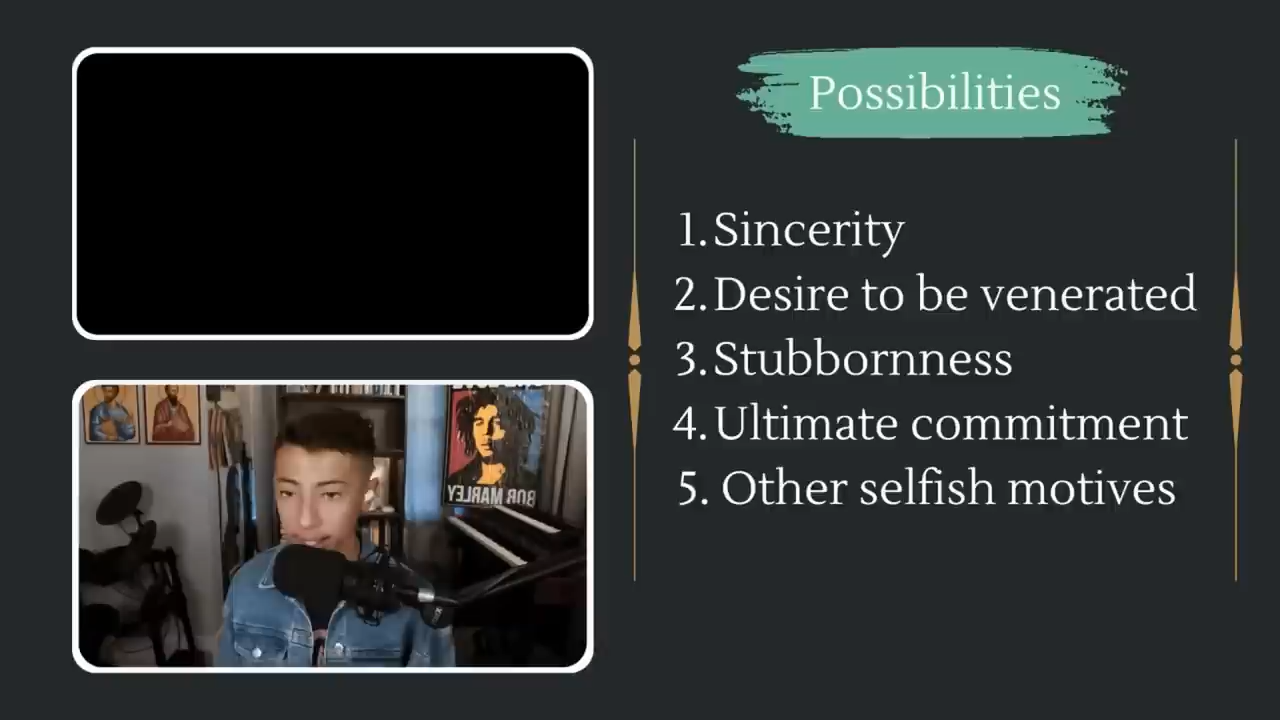 Possibilities
1. Sincerity
2. Desire to be venerated
3. Stubbornness
4. Ultimate commitment
5. Other selfish motives
BOB MARLEY